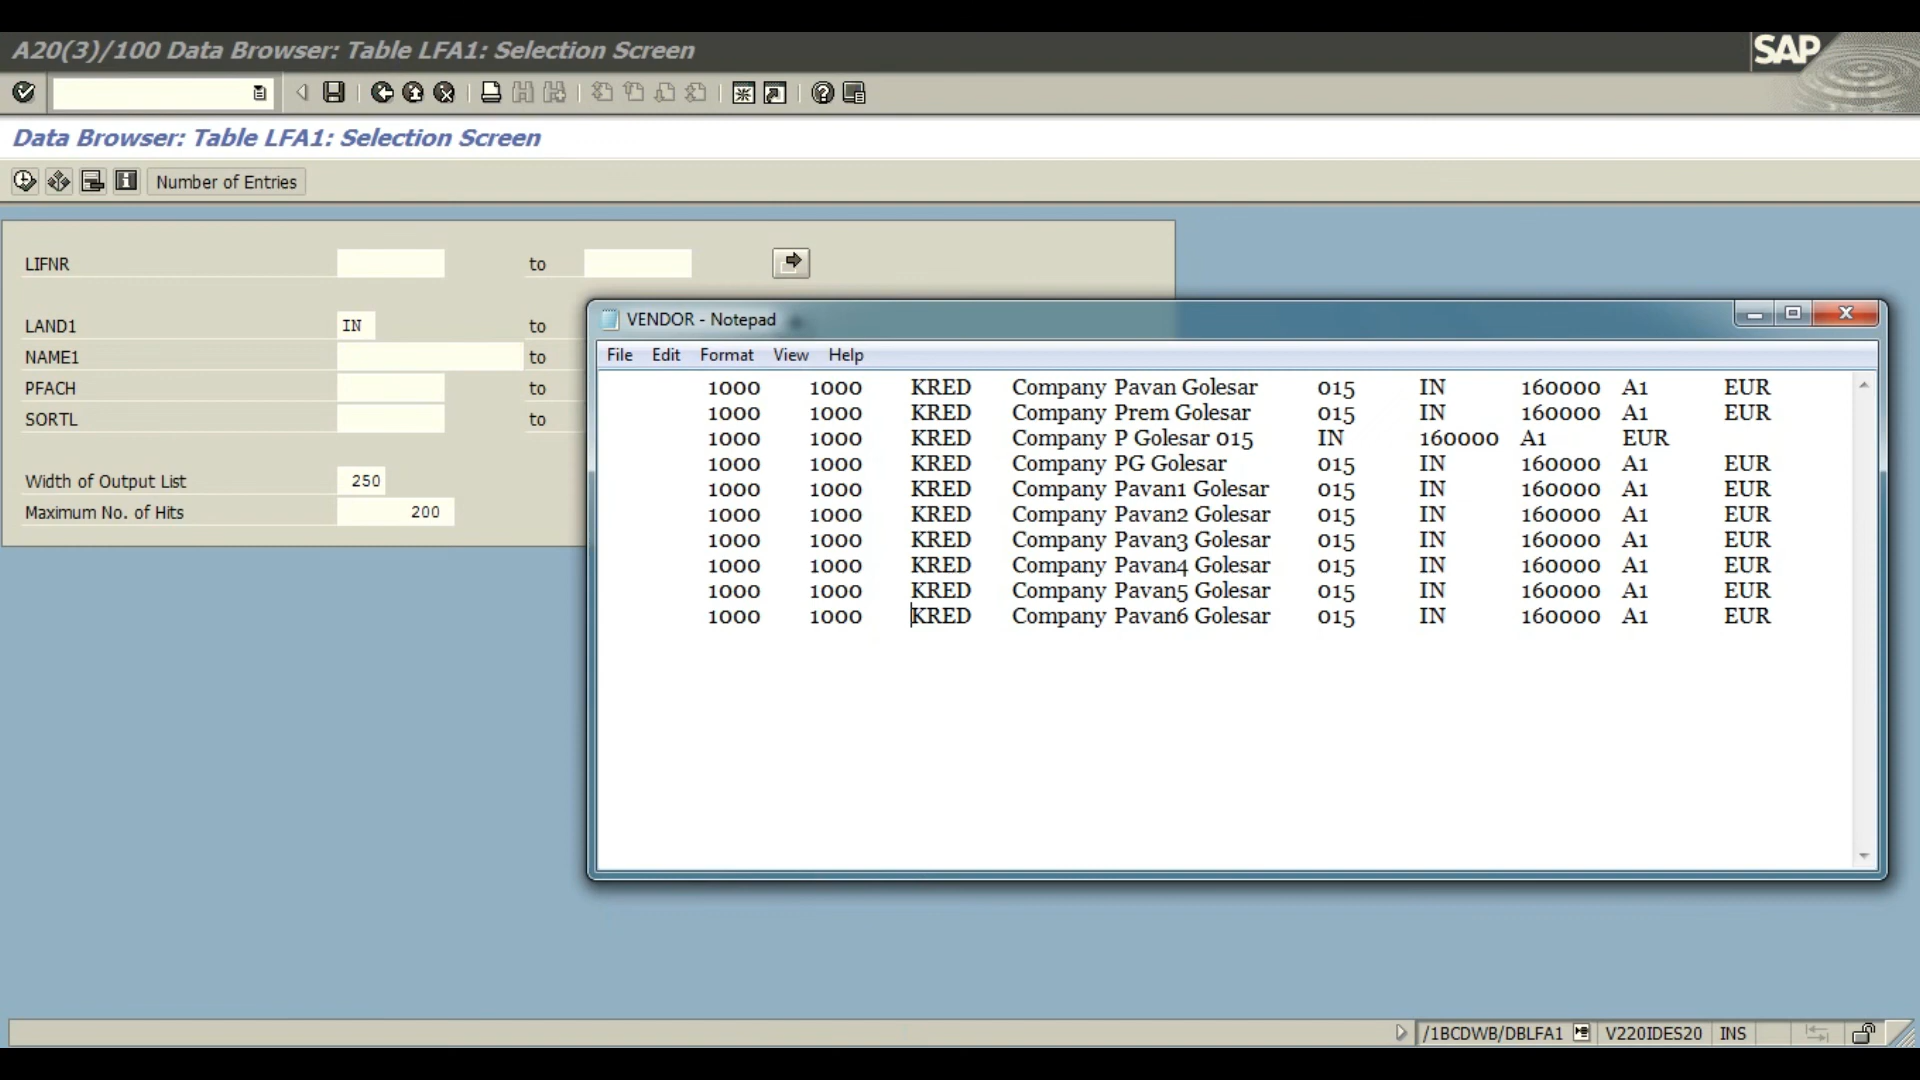 A20(3)/100 Data Browser: Table LFA1: Selection Screen
SAP
Data Browser: Table LFA1: Selection Screen
Number of Entries
LIFNR to
LAND1 IN to
NAME1 to
PFACH to
SORTL to
Width of Output List 250
Maximum No. of Hits 200
VENDOR - Notepad
File Edit Format View Help
1000 1000 KRED Company Pavan Golesar 015 IN 160000 A1 EUR
1000 1000 KRED Company Prem Golesar 015 IN 160000 A1 EUR
1000 1000 KRED Company P Golesar 015 IN 160000 A1 EUR
1000 1000 KRED Company PG Golesar 015 IN 160000 A1 EUR
1000 1000 KRED Company Pavan1 Golesar 015 IN 160000 A1 EUR
1000 1000 KRED Company Pavan2 Golesar 015 IN 160000 A1 EUR
1000 1000 KRED Company Pavan3 Golesar 015 IN 160000 A1 EUR
1000 1000 KRED Company Pavan4 Golesar 015 IN 160000 A1 EUR
1000 1000 KRED Company Pavan5 Golesar 015 IN 160000 A1 EUR
1000 1000 KRED Company Pavan6 Golesar 015 IN 160000 A1 EUR
/1BCDWB/DBLFA1 V220IDES20 INS